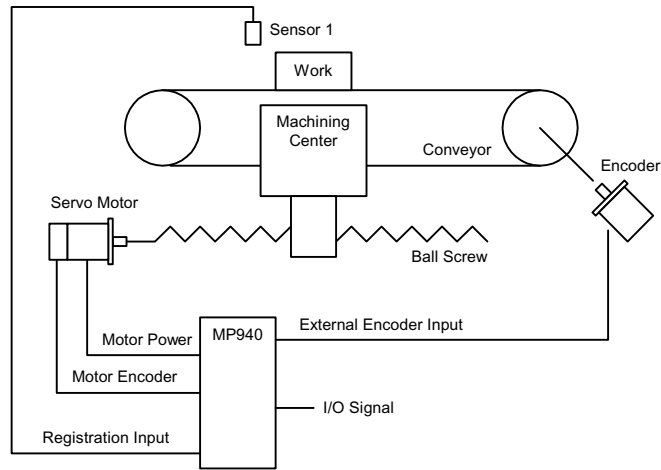 Sensor 1
Work
Machining
Center
Conveyor
Encoder
Servo Motor
Ball Screw
External Encoder Input
MP940
Motor Power
Motor Encoder
I/O Signal
Registration Input